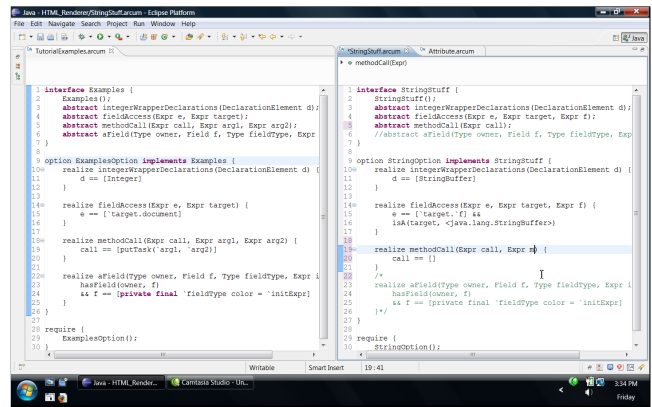 Java - HTML_Renderer/StringStuff.arcum - Eclipse Platform
File Edit Navigate Search Project Run Window Help
Java
TutorialExamples.arcum
1 interface Examples {
2 Examples();
3 abstract integerWrapperDeclarations(DeclarationElement d);
4 abstract fieldAccess(Expr e, Expr target);
5 abstract methodCall(Expr call, Expr arg1, Expr arg2);
6 abstract aField(Type owner, Field f, Type fieldType, Expr
7 }
8
9 option ExamplesOption implements Examples {
10 realize integerWrapperDeclarations(DeclarationElement d) {
11 d == [Integer]
12 }
13
14 realize fieldAccess(Expr e, Expr target) {
15 e == [`target.document]
16 }
17
18 realize methodCall(Expr call, Expr arg1, Expr arg2) {
19 call == [putTask(`arg1, `arg2)]
20 }
21
22 realize aField(Type owner, Field f, Type fieldType, Expr i
23 hasField(owner, f)
24 && f == [private final `fieldType color = `initExpr]
25 }
26 }
27
28 require {
29 ExamplesOption();
30 }
*StringStuff.arcum Attribute.arcum
methodCall(Expr)
1 interface StringStuff {
2 StringStuff();
3 abstract integerWrapperDeclarations(DeclarationElement d);
4 abstract fieldAccess(Expr e, Expr target, Expr f);
5 abstract methodCall(Expr call);
6 //abstract aField(Type owner, Field f, Type fieldType, Exp
7 }
8
9 option StringOption implements StringStuff {
10 realize integerWrapperDeclarations(DeclarationElement d) {
11 d == [StringBuffer]
12 }
13
14 realize fieldAccess(Expr e, Expr target, Expr f) {
15 e == [`target.`f] &&
16 isA(target, <java.lang.StringBuffer>)
17 }
18
19 realize methodCall(Expr call, Expr m) {
20 call == []
21 }
22 /*
23 realize aField(Type owner, Field f, Type fieldType, Expr i
24 hasField(owner, f)
25 && f == [private final `fieldType color = `initExpr]
26 }*/
27 }
28
29 require {
30 StringOption();
Writable Smart Insert 19 : 41
Java - HTML_Render... Camtasia Studio - Un...
3:34 PM
Friday